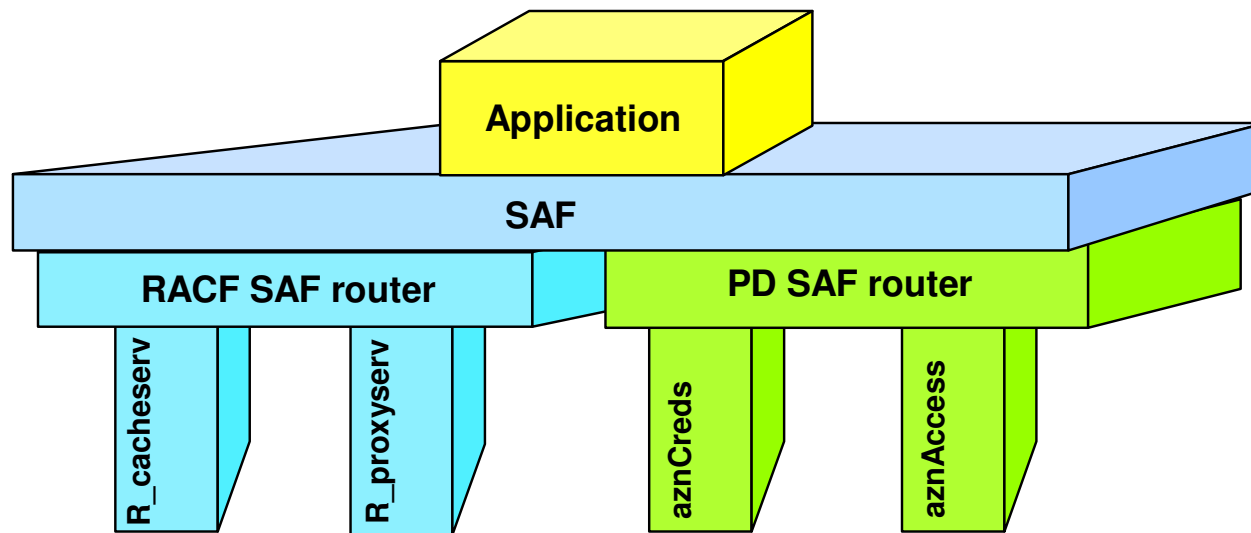 Application
SAF
RACF SAF router
PD SAF router
R_cacheserv
R_proxyserv
aznCreds
aznAccess